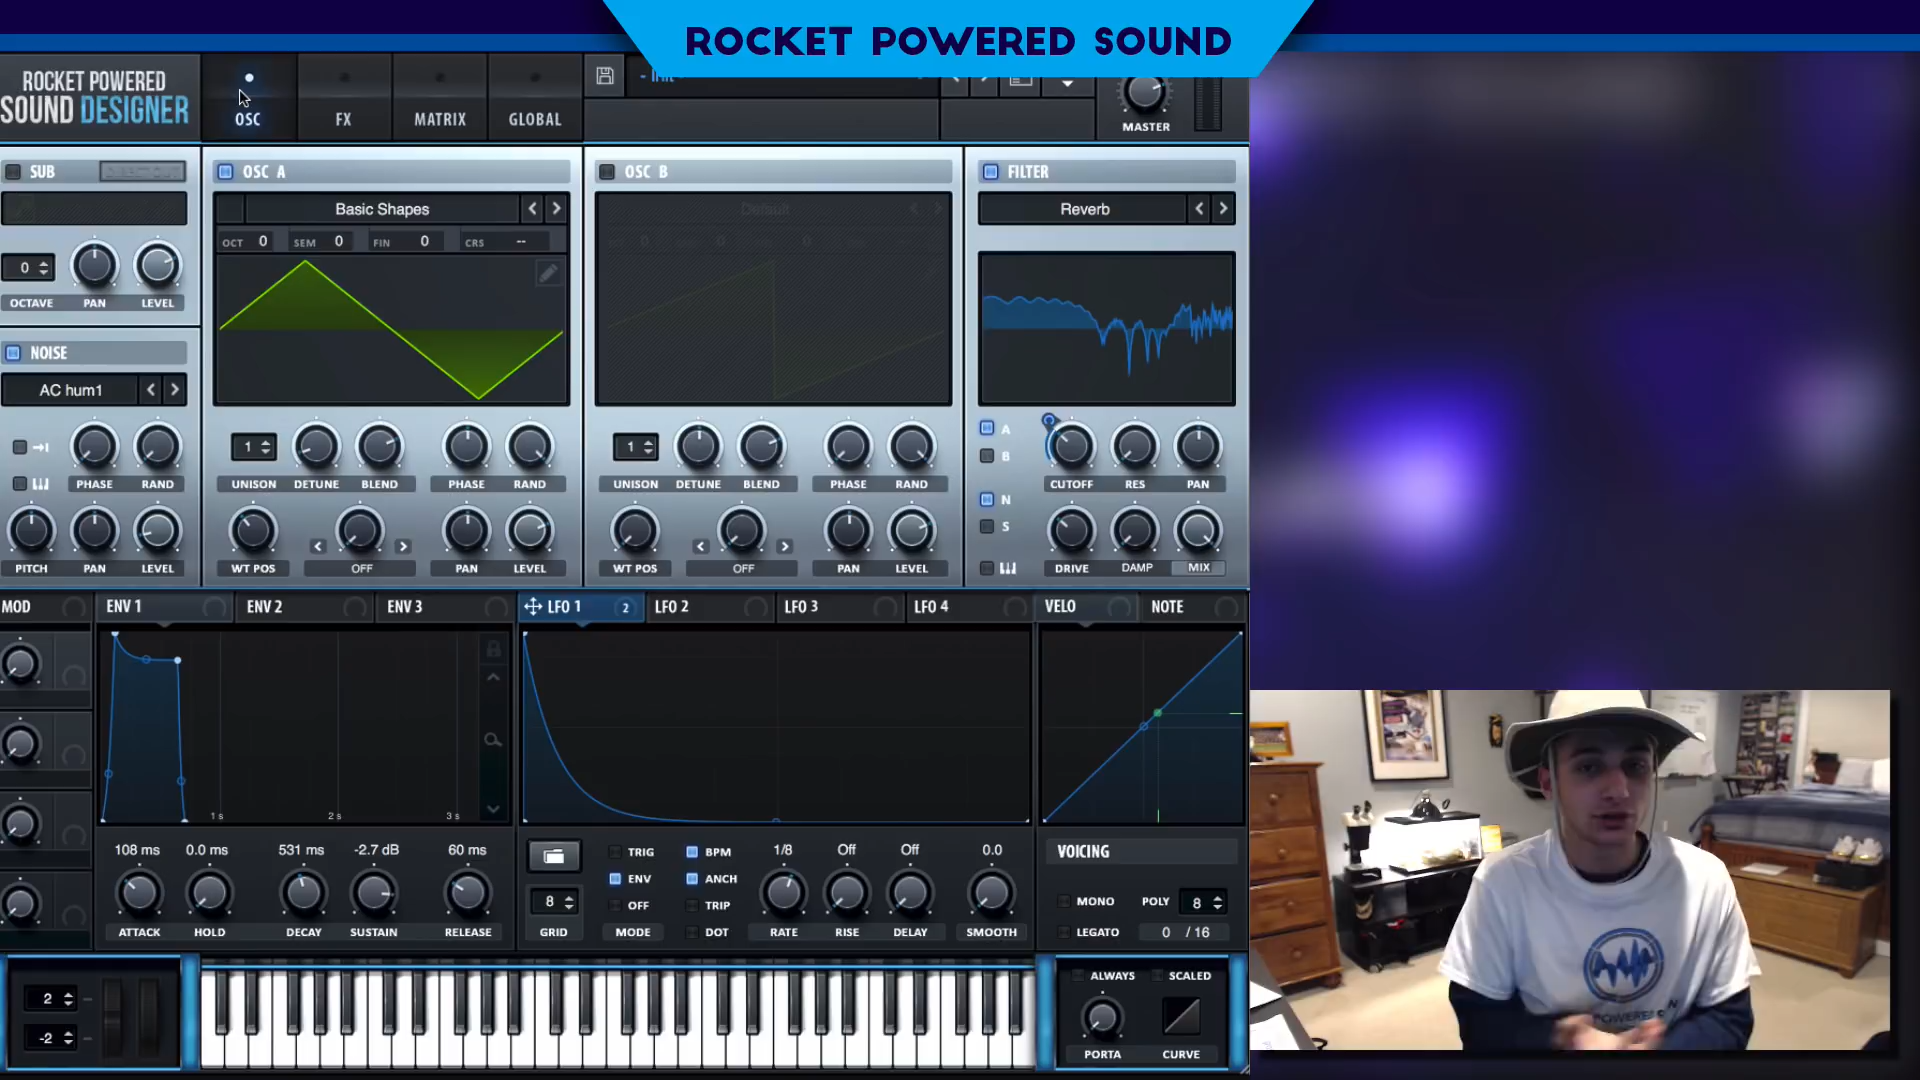 ROCKET POWERED SOUND
ROCKET POWERED
SOUND DESIGNER
OSC
FX
MATRIX
GLOBAL
MASTER
SUB
DIRECT OUT
OSC A
OSC B
FILTER
Basic Shapes
Default
Reverb
OCT 0
SEM 0
FIN 0
CRS --
0
OCTAVE
PAN
LEVEL
NOISE
AC hum1
PHASE
RAND
PITCH
PAN
LEVEL
1
UNISON
DETUNE
BLEND
PHASE
RAND
WT POS
OFF
PAN
LEVEL
1
UNISON
DETUNE
BLEND
PHASE
RAND
WT POS
OFF
PAN
LEVEL
A
B
N
S
CUTOFF
RES
PAN
DRIVE
DAMP
MIX
MOD
ENV 1
ENV 2
ENV 3
LFO 1
2
LFO 2
LFO 3
LFO 4
VELO
NOTE
1 s
2 s
3 s
108 ms
0.0 ms
531 ms
-2.7 dB
60 ms
ATTACK
HOLD
DECAY
SUSTAIN
RELEASE
8
GRID
TRIG
ENV
OFF
MODE
BPM
ANCH
TRIP
DOT
1/8
Off
Off
0.0
RATE
RISE
DELAY
SMOOTH
VOICING
MONO
POLY
8
LEGATO
0 / 16
2
-2
ALWAYS
SCALED
PORTA
CURVE